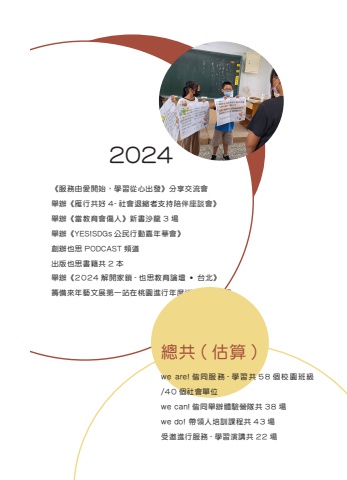 2024
《服務由愛開始,學習從心出發》分享交流會
舉辦《雁行共好 4- 社會退縮者支持陪伴座談會》
舉辦《當教育會傷人》新書沙龍 3 場
舉辦《YES!SDGs 公民行動嘉年華會》
創辦也思 PODCAST 頻道
出版也思書籍共 2 本
舉辦《2024 解開家鎖 - 也思教育論壇 • 台北》
籌備來年藝文展第一站在桃園進行年度
總共 ( 估算 )
we are! 偕同服務 - 學習共 58 個校園班級
/40 個社會單位
we can! 偕同舉辦體驗營隊共 38 場
we do! 帶領人培訓課程共 43 場
受邀進行服務 - 學習演講共 22 場